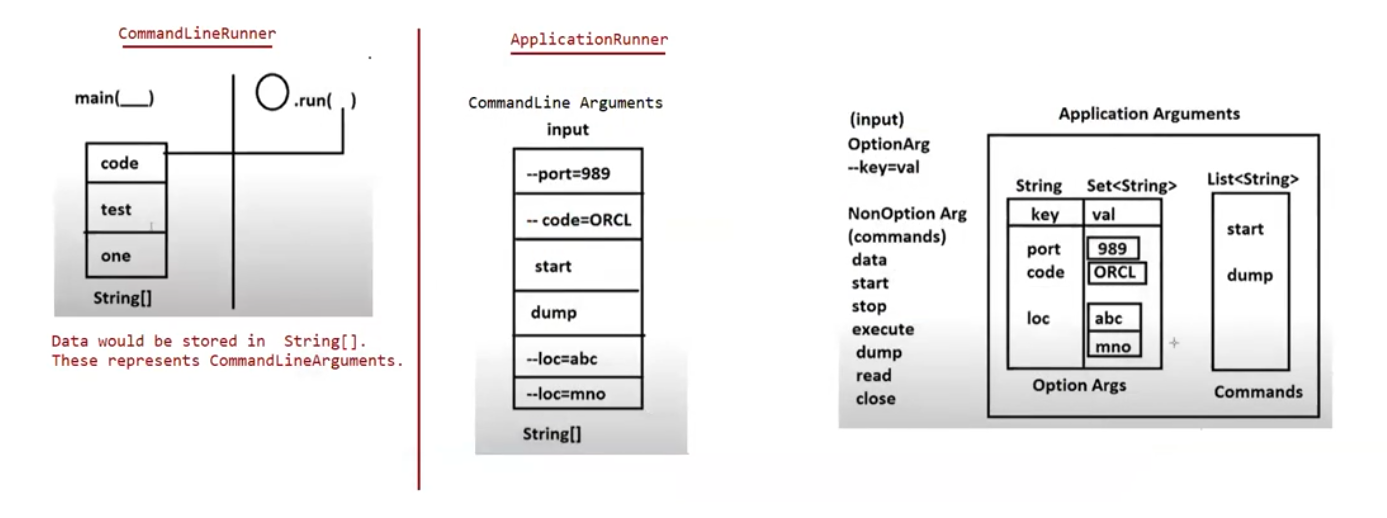 CommandLineRunner
main(___)
.run( , )
code
test
one
String[]
Data would be stored in String[].
These represents CommandLineArguments.
ApplicationRunner
CommandLine Arguments
input
--port=989
-- code=ORCL
start
dump
--loc=abc
--loc=mno
String[]
(input)
OptionArg
--key=val
NonOption Arg
(commands)
data
start
stop
execute
dump
read
close
Application Arguments
String Set<String>
key val
port 989
code ORCL
loc abc
mno
Option Args
List<String>
start
dump
Commands